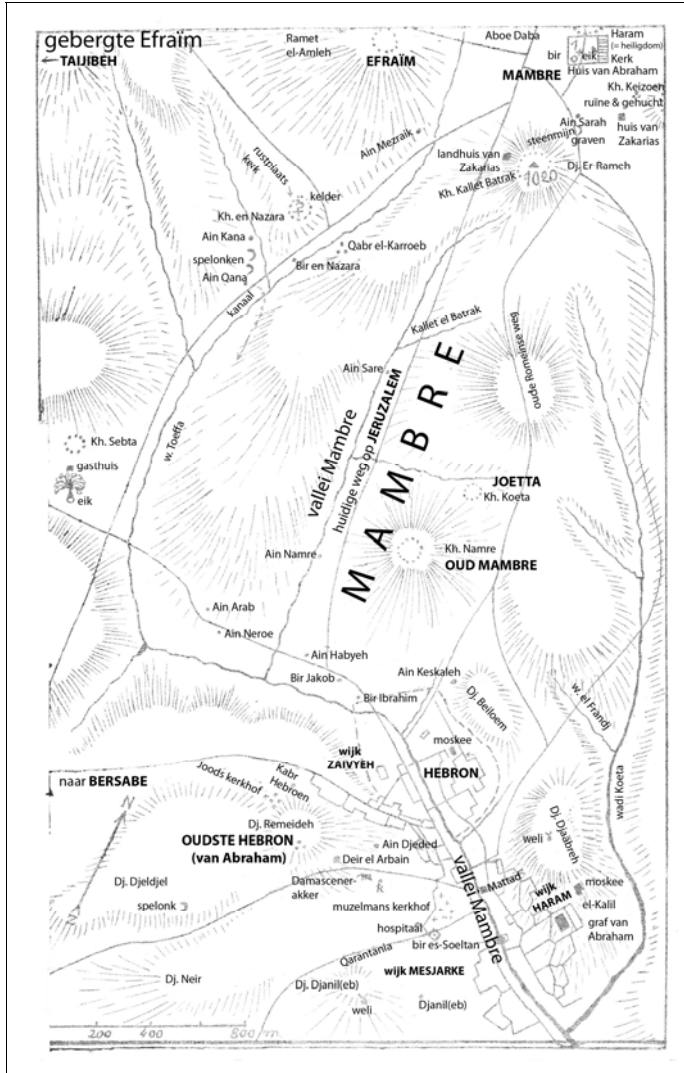 gebergte Efraïm
TAIJIBEH
Ramet
el-Amleh
EFRAÏM
Aboe Daba
Haram
(= heiligdom)
bir
eik
Kerk
MAMBRE
Huis van Abraham
Kh. Keizoen
ruïne & gehucht
Ain Sarah
huis van
Zakarias
steenmijn
graven
Ain Mezraik
landhuis van
Zakarias
Dj. Er Rameh
1020
Kh. Kallet Batrak
rustplaats
kerk
kelder
Kh. en Nazara
Ain Kana
Qabr el-Karroeb
spelonken
Bir en Nazara
Ain Qana
kanaal
Kallet el Batrak
oude Romeinse weg
Ain Sare
MAMBRE
vallei Mambre
huidige weg op JERUZALEM
w. Toeffa
Kh. Sebta
gasthuis
eik
JOETTA
Kh. Koeta
Kh. Namre
OUD MAMBRE
Ain Namre
Ain Arab
Ain Neroe
Ain Habyeh
Ain Keskaleh
Bir Jakob
Bir Ibrahim
Dj. Beiloem
w. el Frandj
wadi Koeta
moskee
wijk
ZAIVYEH
HEBRON
naar BERSABE
Joods kerkhof
Kabr
Hebroen
N
Dj. Remeideh
OUDSTE HEBRON
(van Abraham)
Ain Djeded
Deir el Arbain
vallei Mambre
weli
Dj. Djaäbreh
Dj. Djeldjel
Damascener-
akker
Mattad
moskee
wijk
HARAM
el-Kalil
spelonk
muzelmans kerkhof
graf van
Abraham
hospitaal
bir es-Soeltan
Qarantania
wijk MESJARKE
Dj. Neir
Dj. Djanil(eb)
Djanil(eb)
weli
200 400 800 m